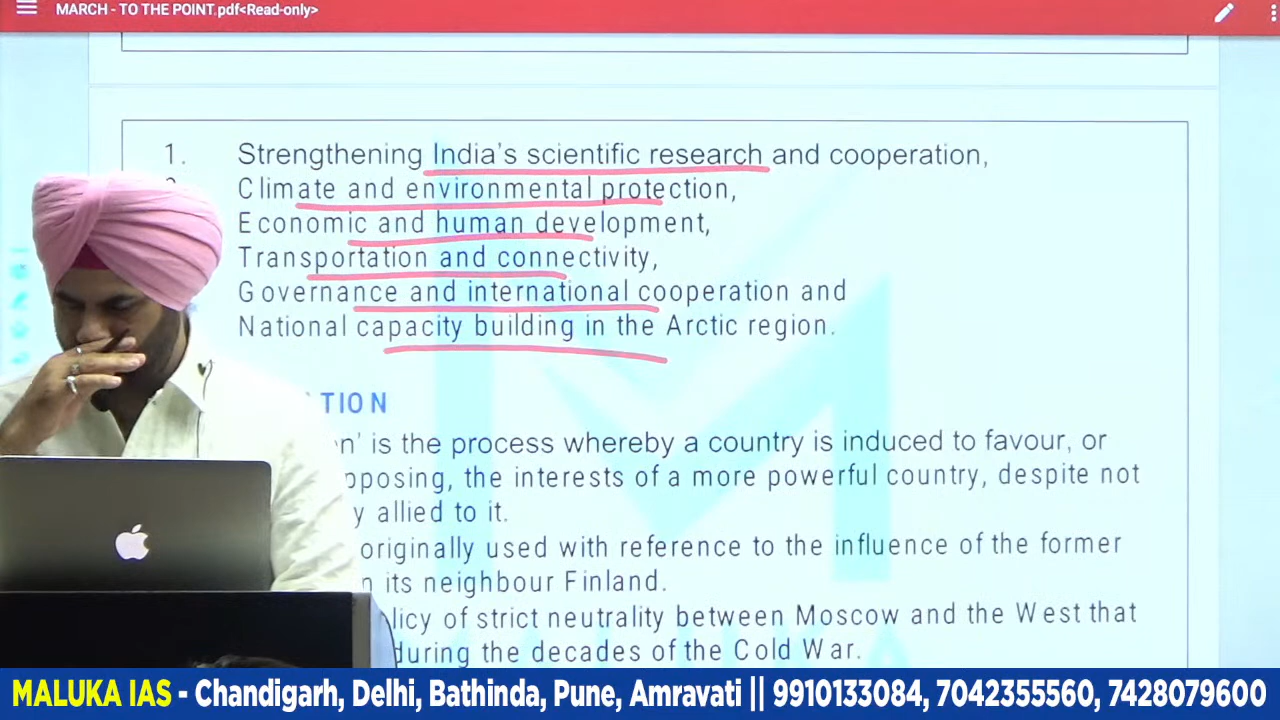 MARCH - TO THE POINT.pdf<Read-only>
1. Strengthening India's scientific research and cooperation,
Climate and environmental protection,
Economic and human development,
Transportation and connectivity,
Governance and international cooperation and
National capacity building in the Arctic region.
TION
n' is the process whereby a country is induced to favour, or
pposing, the interests of a more powerful country, despite not
y allied to it.
originally used with reference to the influence of the former
n its neighbour Finland.
licy of strict neutrality between Moscow and the West that
during the decades of the Cold War.
MALUKA IAS - Chandigarh, Delhi, Bathinda, Pune, Amravati || 9910133084, 7042355560, 7428079600